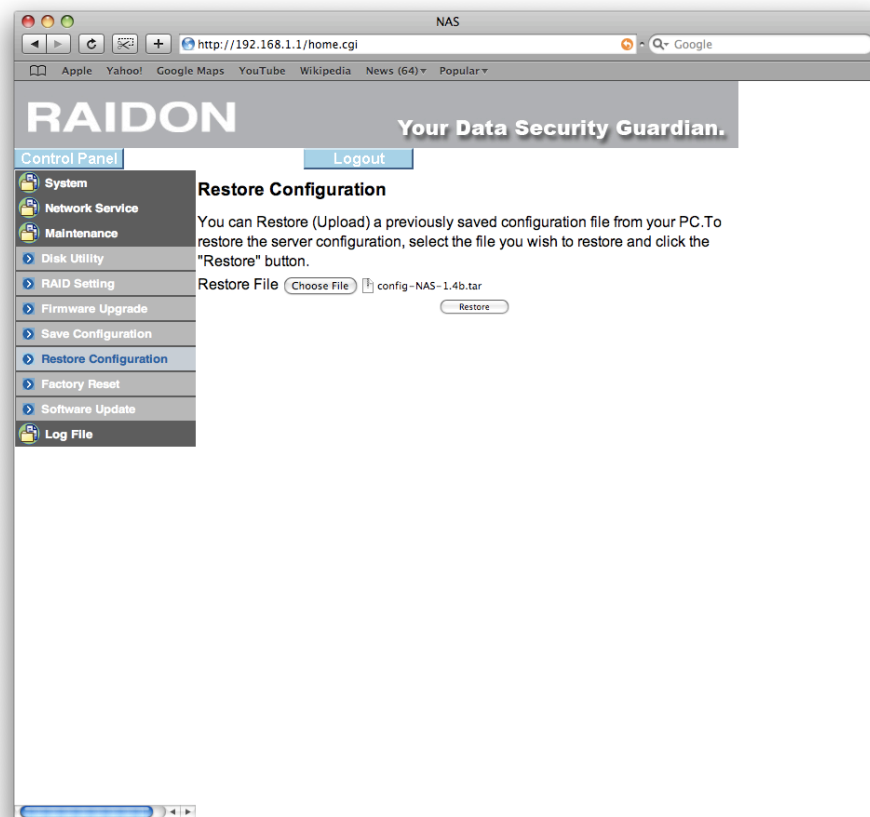 NAS
http://192.168.1.1/home.cgi
Google
Apple Yahoo! Google Maps YouTube Wikipedia News (64) Popular
RAIDON
Your Data Security Guardian.
Control Panel
Logout
System
Network Service
Maintenance
Disk Utility
RAID Setting
Firmware Upgrade
Save Configuration
Restore Configuration
Factory Reset
Software Update
Log File
Restore Configuration
You can Restore (Upload) a previously saved configuration file from your PC.To
restore the server configuration, select the file you wish to restore and click the
"Restore" button.
Restore File Choose File config-NAS-1.4b.tar
Restore